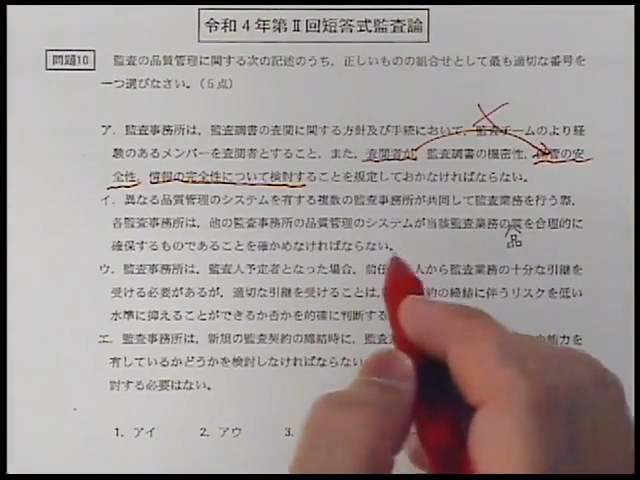 令和4年第Ⅱ回短答式監査論
問題10 監査の品質管理に関する次の記述のうち，正しいものの組合せとして最も適切な番号を
一つ選びなさい。（5点）
ア．監査事務所は，監査調書の査閲に関する方針及び手続において，監査チームのより経
験のあるメンバーを査閲者とすること，また，査閲者が，監査調書の機密性，保管の安
全性，情報の完全性について検討することを規定しておかなければならない。
イ．異なる品質管理のシステムを有する複数の監査事務所が共同して監査業務を行う際，
各監査事務所は，他の監査事務所の品質管理のシステムが当該監査業務の質を合理的に
品
確保するものであることを確かめなければならない。
ウ．監査事務所は，監査人予定者となった場合，前任 人から監査業務の十分な引継を
受ける必要があるが，適切な引継を受けることは， 約の締結に伴うリスクを低い
水準に抑えることができるか否かを的確に判断する
エ．監査事務所は，新規の監査契約の締結時に，監査 能力を
有しているかどうかを検討しなければならない
討する必要はない。
1．アイ 2．アウ 3．